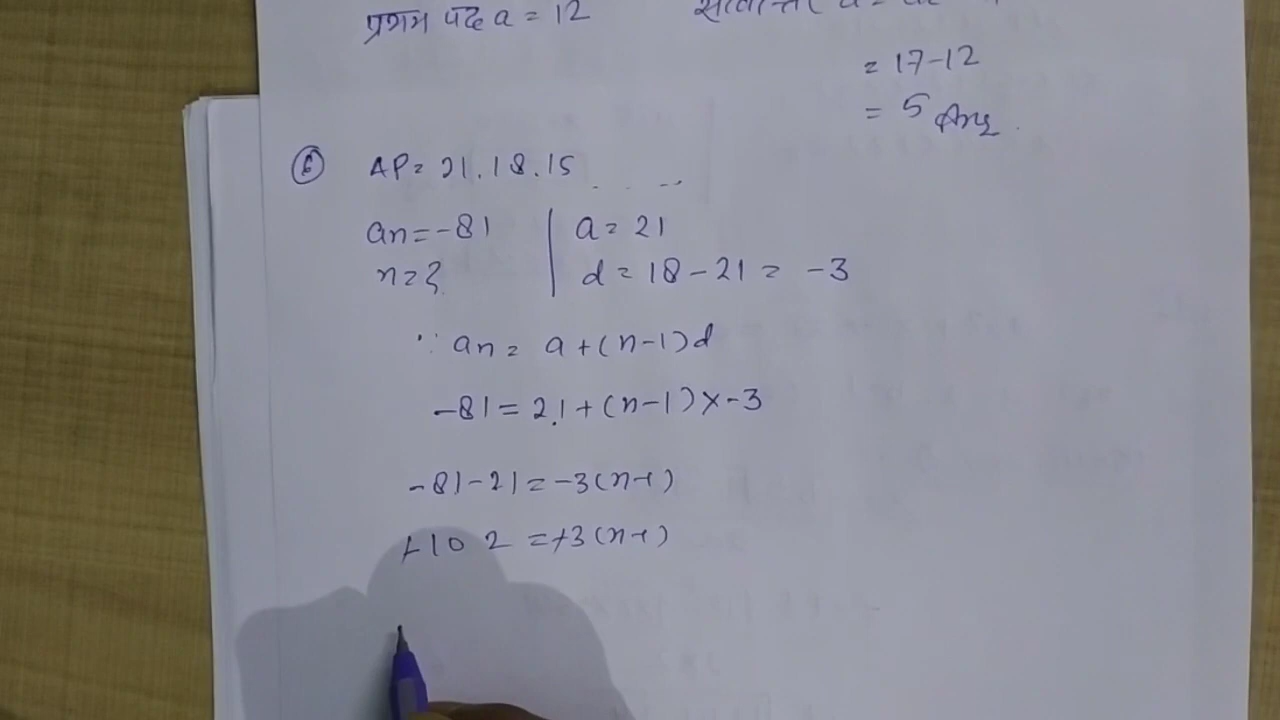 प्रथम पद a = 12
= 17-12
= 5 Ans
⑥ AP = 21, 18, 15 .....
an = -81 | a = 21
n = ? | d = 18 - 21 = -3
∵ an = a + (n-1)d
-81 = 21 + (n-1) × -3
-81-21 = -3(n-1)
+102 = +3(n-1)